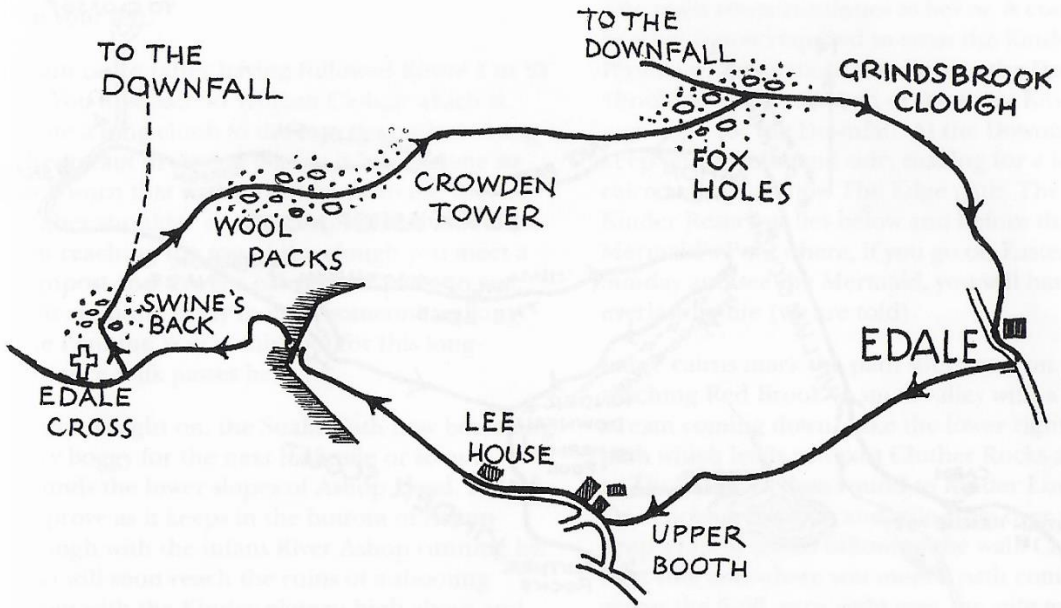 TO THE
DOWNFALL
TO THE
DOWNFALL
GRINDSBROOK
CLOUGH
CROWDEN
TOWER
FOX
HOLES
WOOL
PACKS
SWINE'S
BACK
EDALE
EDALE
CROSS
LEE
HOUSE
UPPER
BOOTH